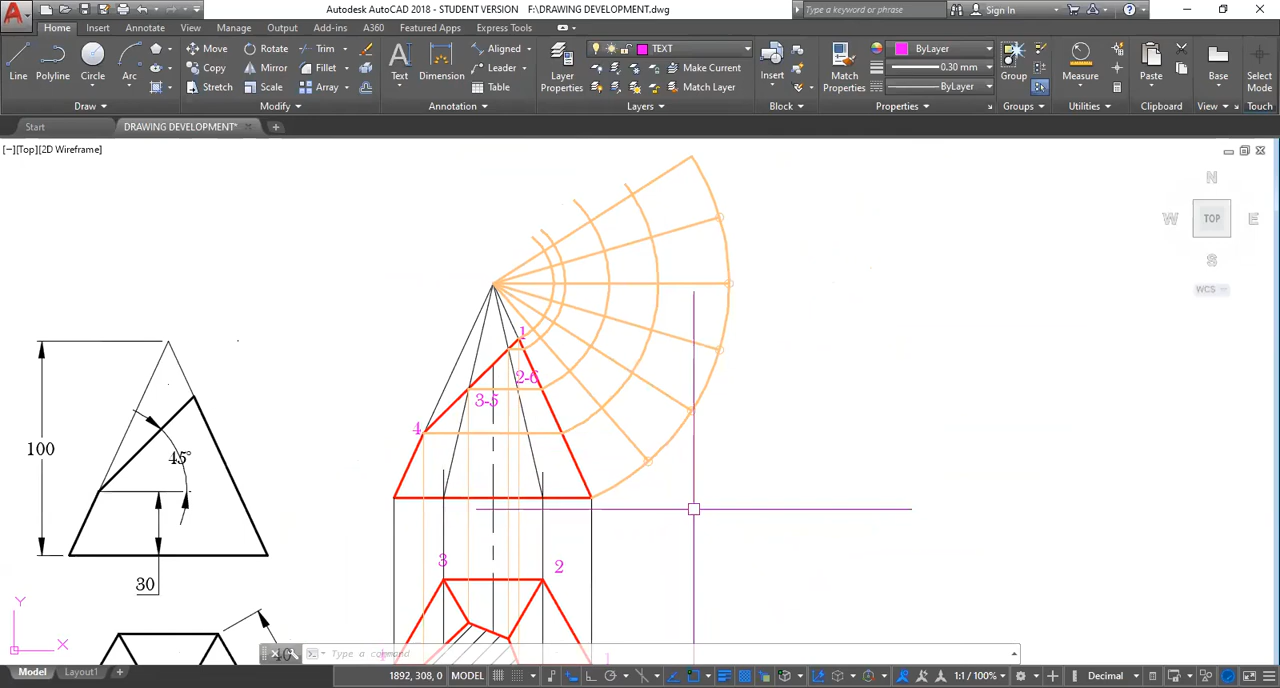 Autodesk AutoCAD 2018 - STUDENT VERSION F:\DRAWING DEVELOPMENT.dwg
Type a keyword or phrase
Sign In
Home Insert Annotate View Manage Output Add-ins A360 Featured Apps Express Tools
Line Polyline Circle Arc
Move Rotate Trim
Copy Mirror Fillet
Stretch Scale Array
Text Dimension
Aligned
Leader
Table
Layer Properties
TEXT
Make Current
Match Layer
Insert
Match Properties
ByLayer
0.30 mm
ByLayer
Group
Measure
Paste
Base
Select Mode
Draw Modify Annotation Layers Block Properties Groups Utilities Clipboard View Touch
Start DRAWING DEVELOPMENT*
[−][Top][2D Wireframe]
N
W TOP E
S
WCS
1
2-6
3-5
4
100
45°
30
3 2
40
1
Y
X
Type a command
Model Layout1
1892, 308, 0 MODEL 1:1 / 100% Decimal